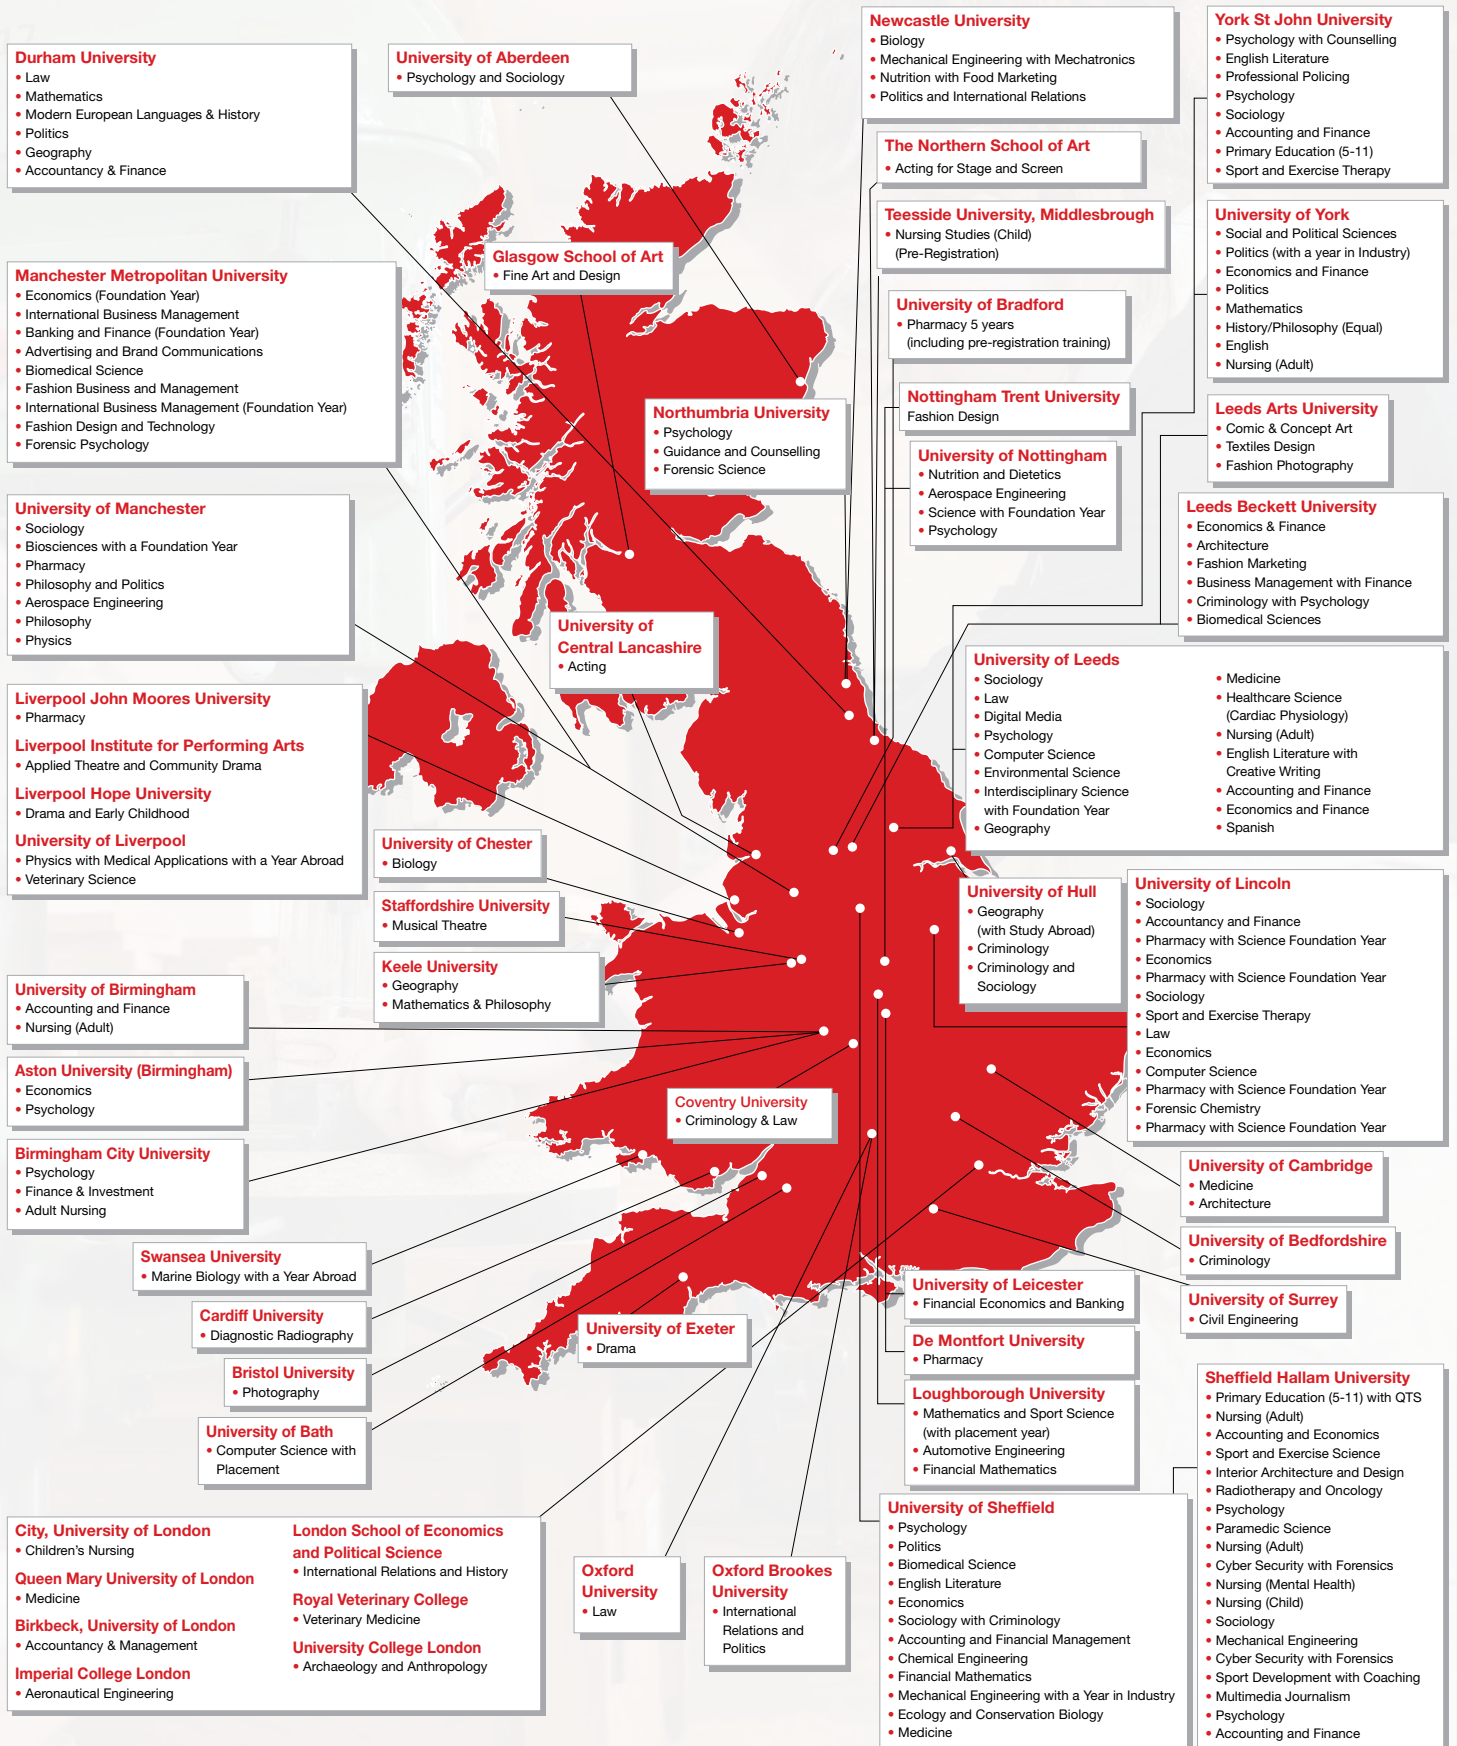 Durham University
• Law
• Mathematics
• Modern European Languages & History
• Politics
• Geography
• Accountancy & Finance
University of Aberdeen
• Psychology and Sociology
Newcastle University
• Biology
• Mechanical Engineering with Mechatronics
• Nutrition with Food Marketing
• Politics and International Relations
York St John University
• Psychology with Counselling
• English Literature
• Professional Policing
• Psychology
• Sociology
• Accounting and Finance
• Primary Education (5-11)
• Sport and Exercise Therapy
The Northern School of Art
• Acting for Stage and Screen
Teesside University, Middlesbrough
• Nursing Studies (Child)
(Pre-Registration)
University of York
• Social and Political Sciences
• Politics (with a year in Industry)
• Economics and Finance
• Politics
• Mathematics
• History/Philosophy (Equal)
• English
• Nursing (Adult)
Glasgow School of Art
• Fine Art and Design
Manchester Metropolitan University
• Economics (Foundation Year)
• International Business Management
• Banking and Finance (Foundation Year)
• Advertising and Brand Communications
• Biomedical Science
• Fashion Business and Management
• International Business Management (Foundation Year)
• Fashion Design and Technology
• Forensic Psychology
University of Bradford
• Pharmacy 5 years
(including pre-registration training)
Nottingham Trent University
Fashion Design
Northumbria University
• Psychology
• Guidance and Counselling
• Forensic Science
Leeds Arts University
• Comic & Concept Art
• Textiles Design
• Fashion Photography
University of Nottingham
• Nutrition and Dietetics
• Aerospace Engineering
• Science with Foundation Year
• Psychology
Leeds Beckett University
• Economics & Finance
• Architecture
• Fashion Marketing
• Business Management with Finance
• Criminology with Psychology
• Biomedical Sciences
University of Manchester
• Sociology
• Biosciences with a Foundation Year
• Pharmacy
• Philosophy and Politics
• Aerospace Engineering
• Philosophy
• Physics
University of
Central Lancashire
• Acting
University of Leeds
• Sociology
• Law
• Digital Media
• Psychology
• Computer Science
• Environmental Science
• Interdisciplinary Science
with Foundation Year
• Geography
• Medicine
• Healthcare Science
(Cardiac Physiology)
• Nursing (Adult)
• English Literature with
Creative Writing
• Accounting and Finance
• Economics and Finance
• Spanish
Liverpool John Moores University
• Pharmacy
Liverpool Institute for Performing Arts
• Applied Theatre and Community Drama
Liverpool Hope University
• Drama and Early Childhood
University of Liverpool
• Physics with Medical Applications with a Year Abroad
• Veterinary Science
University of Chester
• Biology
Staffordshire University
• Musical Theatre
Keele University
• Geography
• Mathematics & Philosophy
University of Hull
• Geography
(with Study Abroad)
• Criminology
• Criminology and
Sociology
University of Lincoln
• Sociology
• Accountancy and Finance
• Pharmacy with Science Foundation Year
• Economics
• Pharmacy with Science Foundation Year
• Sociology
• Sport and Exercise Therapy
• Law
• Economics
• Computer Science
• Pharmacy with Science Foundation Year
• Forensic Chemistry
• Pharmacy with Science Foundation Year
University of Birmingham
• Accounting and Finance
• Nursing (Adult)
Aston University (Birmingham)
• Economics
• Psychology
Coventry University
• Criminology & Law
Birmingham City University
• Psychology
• Finance & Investment
• Adult Nursing
University of Cambridge
• Medicine
• Architecture
University of Bedfordshire
• Criminology
University of Surrey
• Civil Engineering
Swansea University
• Marine Biology with a Year Abroad
Cardiff University
• Diagnostic Radiography
Bristol University
• Photography
University of Bath
• Computer Science with
Placement
University of Exeter
• Drama
University of Leicester
• Financial Economics and Banking
De Montfort University
• Pharmacy
Loughborough University
• Mathematics and Sport Science
(with placement year)
• Automotive Engineering
• Financial Mathematics
Sheffield Hallam University
• Primary Education (5-11) with QTS
• Nursing (Adult)
• Accounting and Economics
• Sport and Exercise Science
• Interior Architecture and Design
• Radiotherapy and Oncology
• Psychology
• Paramedic Science
• Nursing (Adult)
• Cyber Security with Forensics
• Nursing (Mental Health)
• Nursing (Child)
• Sociology
• Mechanical Engineering
• Cyber Security with Forensics
• Sport Development with Coaching
• Multimedia Journalism
• Psychology
• Accounting and Finance
University of Sheffield
• Psychology
• Politics
• Biomedical Science
• English Literature
• Economics
• Sociology with Criminology
• Accounting and Financial Management
• Chemical Engineering
• Financial Mathematics
• Mechanical Engineering with a Year in Industry
• Ecology and Conservation Biology
• Medicine
City, University of London
• Children's Nursing
Queen Mary University of London
• Medicine
Birkbeck, University of London
• Accountancy & Management
Imperial College London
• Aeronautical Engineering
London School of Economics
and Political Science
• International Relations and History
Royal Veterinary College
• Veterinary Medicine
University College London
• Archaeology and Anthropology
Oxford
University
• Law
Oxford Brookes
University
• International
Relations and
Politics